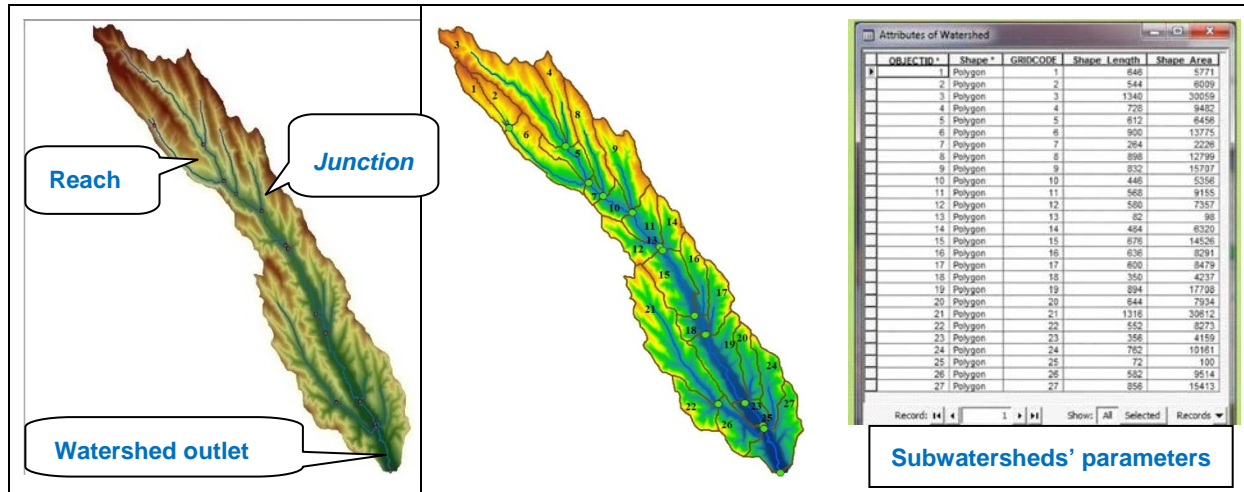 Reach
Junction
Watershed outlet
3
4
1
2
8
6
5
9
7
10
11
14
13
12
16
15
17
21
18
19
20
24
22
23
27
25
26
Attributes of Watershed
OBJECTID * Shape * GRIDCODE Shape_Length Shape_Area
1 Polygon 1 646 5771
2 Polygon 2 544 6009
3 Polygon 3 1340 30059
4 Polygon 4 728 9482
5 Polygon 5 612 6456
6 Polygon 6 900 13775
7 Polygon 7 264 2226
8 Polygon 8 898 12799
9 Polygon 9 832 15707
10 Polygon 10 446 5356
11 Polygon 11 568 9155
12 Polygon 12 580 7357
13 Polygon 13 82 98
14 Polygon 14 484 6320
15 Polygon 15 676 14526
16 Polygon 16 636 8291
17 Polygon 17 600 8479
18 Polygon 18 350 4237
19 Polygon 19 894 17708
20 Polygon 20 644 7934
21 Polygon 21 1316 30612
22 Polygon 22 552 8273
23 Polygon 23 356 4159
24 Polygon 24 762 10161
25 Polygon 25 72 100
26 Polygon 26 582 9514
27 Polygon 27 856 15413
Record: 1 Show: All Selected Records
Subwatersheds’ parameters